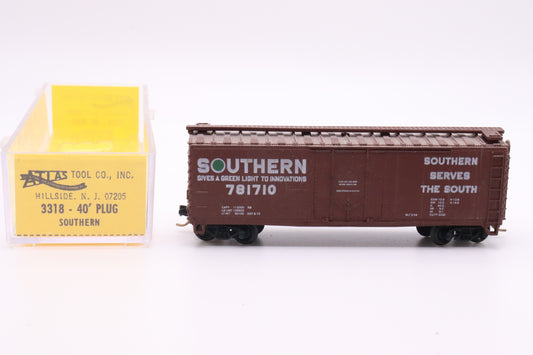 ATLAS TOOL CO., INC.
HILLSIDE, N. J. 07205
3318 - 40' PLUG
SOUTHERN
SOUTHERN
GIVES A GREEN LIGHT TO INNOVATIONS
781710
SOUTHERN
SERVES
THE SOUTH